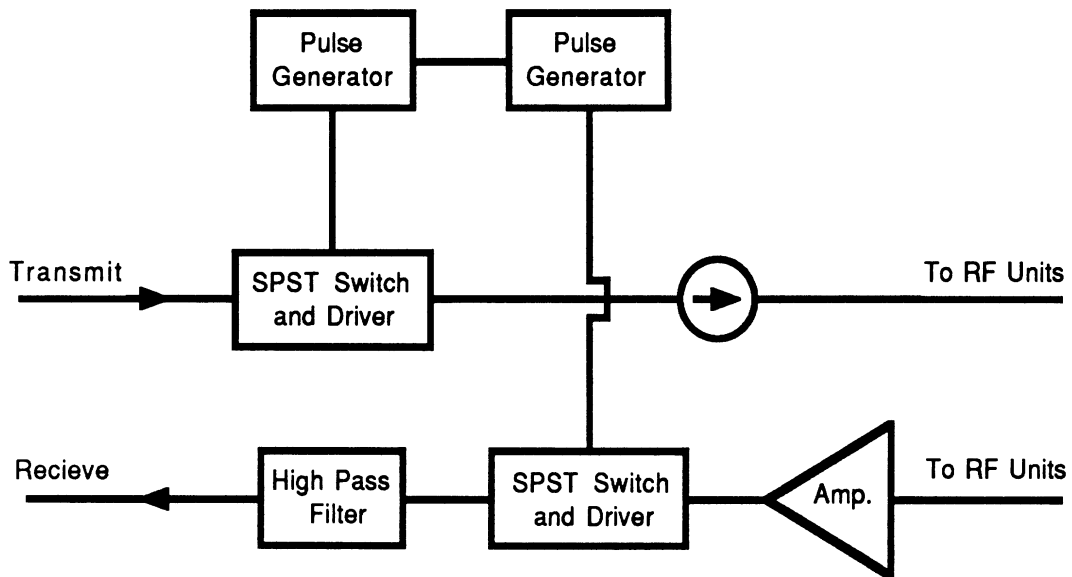 Pulse
Generator
Pulse
Generator
Transmit
SPST Switch
and Driver
To RF Units
Recieve
High Pass
Filter
SPST Switch
and Driver
Amp.
To RF Units